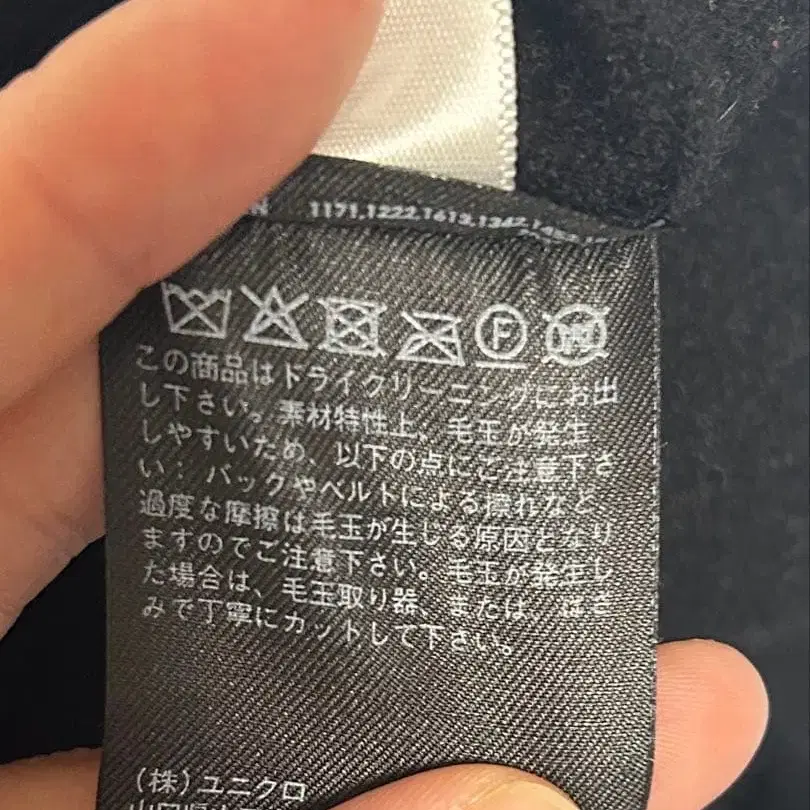 1171,1222,1613,1342,
F
W
この商品はドライクリーニングにお出
し下さい。素材特性上、毛玉が発生
しやすいため、以下の点にご注意下さ
い：バックやベルトによる擦れなど
過度な摩擦は毛玉が生じる原因となり
ますのでご注意下さい。毛玉が発生し
た場合は、毛玉取り器、または、はさ
みで丁寧にカットして下さい。
(株)ユニクロ
山口県山口